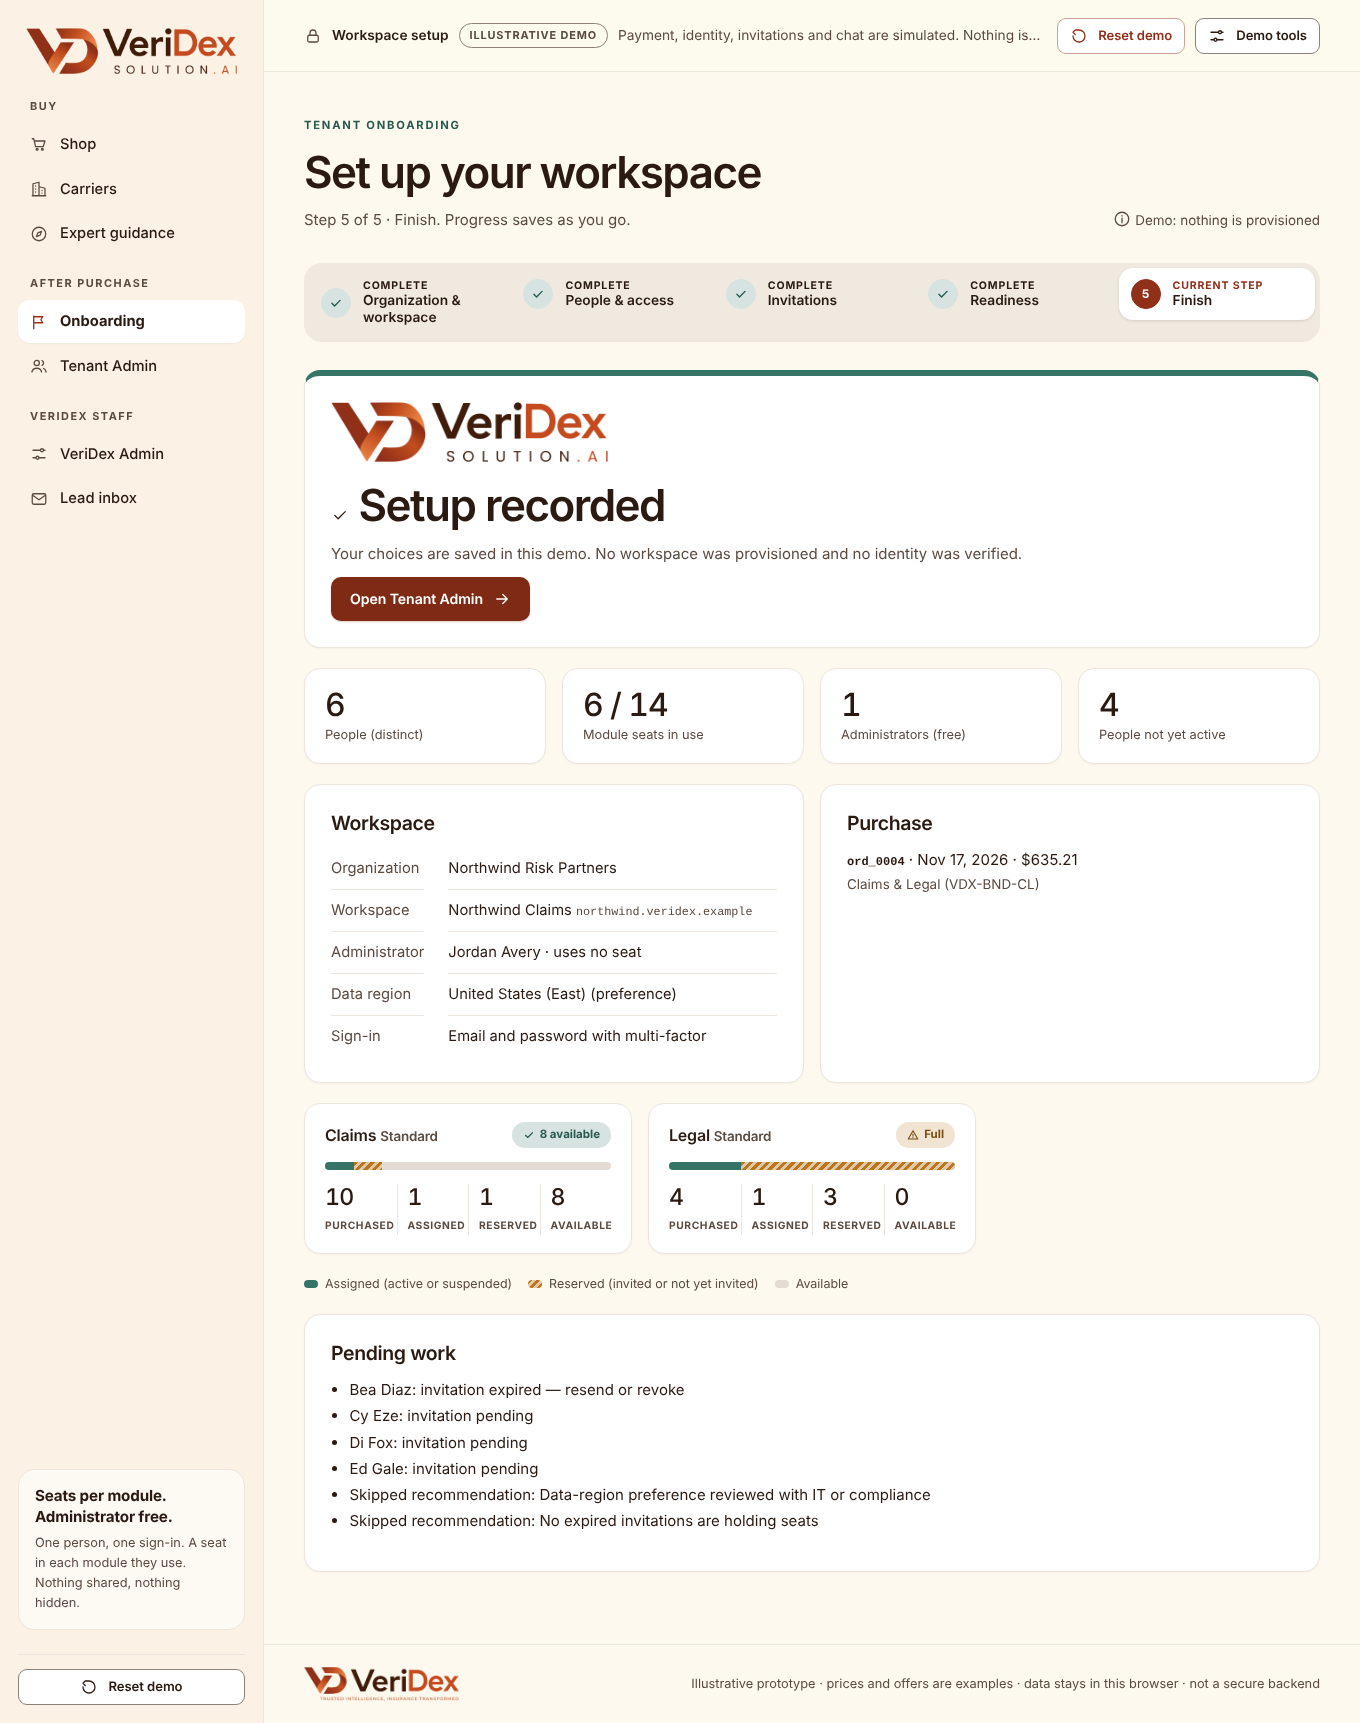 VeriDex
SOLUTION.AI
BUY
Shop
Carriers
Expert guidance
AFTER PURCHASE
Onboarding
Tenant Admin
VERIDEX STAFF
VeriDex Admin
Lead inbox
Seats per module.
Administrator free.
One person, one sign-in. A seat
in each module they use.
Nothing shared, nothing
hidden.
Reset demo
Workspace setup ILLUSTRATIVE DEMO Payment, identity, invitations and chat are simulated. Nothing is... Reset demo Demo tools
TENANT ONBOARDING
Set up your workspace
Step 5 of 5 · Finish. Progress saves as you go.
Demo: nothing is provisioned
COMPLETE
Organization &
workspace
COMPLETE
People & access
COMPLETE
Invitations
COMPLETE
Readiness
5
CURRENT STEP
Finish
VeriDex
SOLUTION.AI
Setup recorded
Your choices are saved in this demo. No workspace was provisioned and no identity was verified.
Open Tenant Admin
6
People (distinct)
6 / 14
Module seats in use
1
Administrators (free)
4
People not yet active
Workspace
Organization Northwind Risk Partners
Workspace Northwind Claims northwind.veridex.example
Administrator Jordan Avery · uses no seat
Data region United States (East) (preference)
Sign-in Email and password with multi-factor
Purchase
ord_0004 · Nov 17, 2026 · $635.21
Claims & Legal (VDX-BND-CL)
Claims Standard 8 available
10 1 1 8
PURCHASED ASSIGNED RESERVED AVAILABLE
Legal Standard Full
4 1 3 0
PURCHASED ASSIGNED RESERVED AVAILABLE
Assigned (active or suspended) Reserved (invited or not yet invited) Available
Pending work
• Bea Diaz: invitation expired — resend or revoke
• Cy Eze: invitation pending
• Di Fox: invitation pending
• Ed Gale: invitation pending
• Skipped recommendation: Data-region preference reviewed with IT or compliance
• Skipped recommendation: No expired invitations are holding seats
VeriDex
TRUSTED INTELLIGENCE, INSURANCE TRANSFORMED
Illustrative prototype · prices and offers are examples · data stays in this browser · not a secure backend